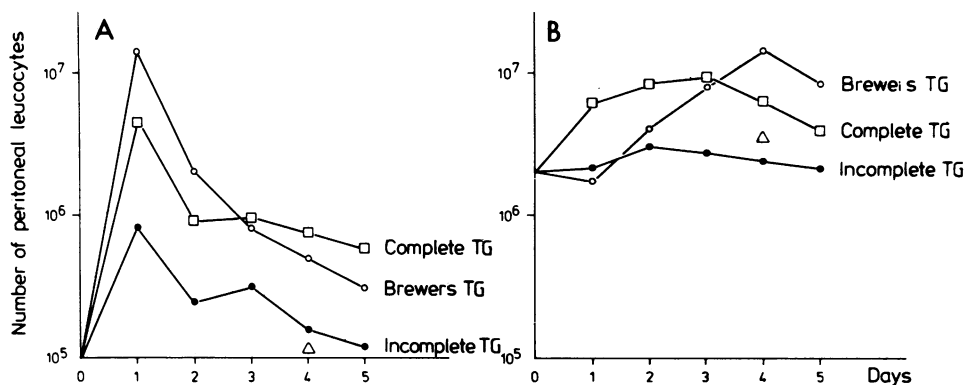 A
Number of peritoneal leucocytes
10⁷
10⁶
10⁵
Complete TG
Brewers TG
Incomplete TG
0 1 2 3 4 5
B
10⁷
10⁶
10⁵
Breweis TG
Complete TG
Incomplete TG
0 1 2 3 4 5 Days